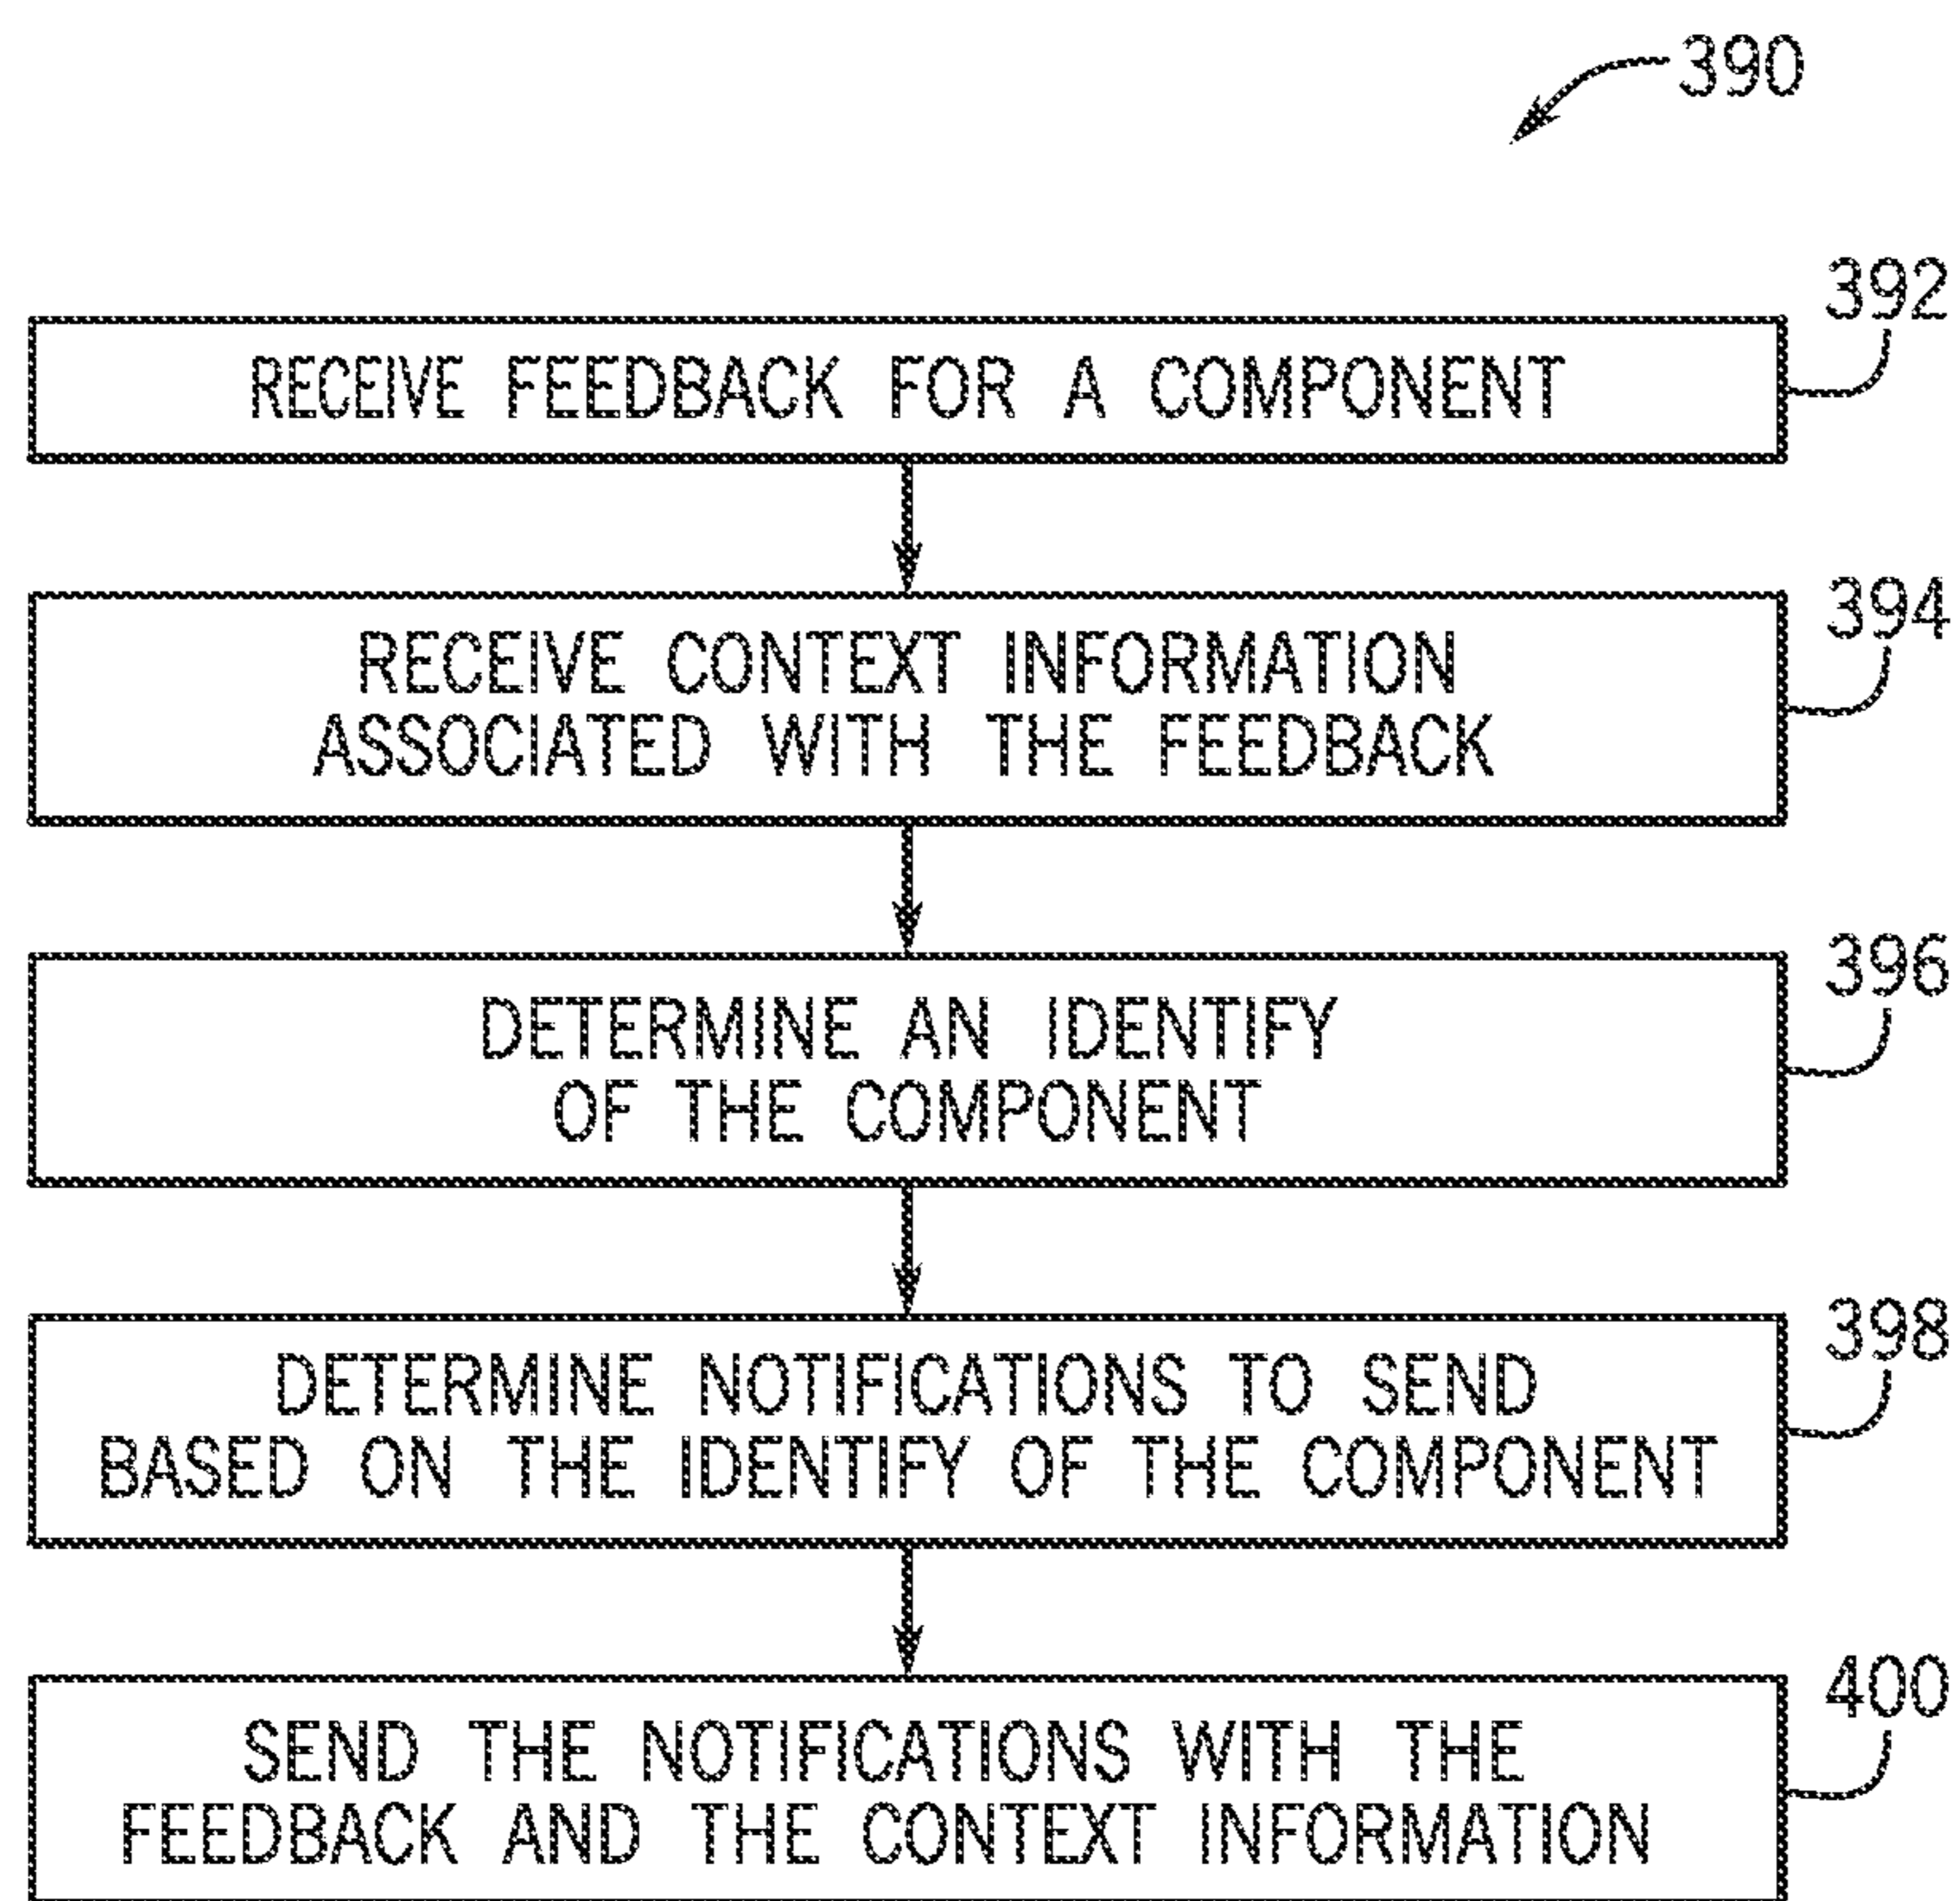 390
392
RECEIVE FEEDBACK FOR A COMPONENT
394
RECEIVE CONTEXT INFORMATION
ASSOCIATED WITH THE FEEDBACK
396
DETERMINE AN IDENTIFY
OF THE COMPONENT
398
DETERMINE NOTIFICATIONS TO SEND
BASED ON THE IDENTIFY OF THE COMPONENT
400
SEND THE NOTIFICATIONS WITH THE
FEEDBACK AND THE CONTEXT INFORMATION